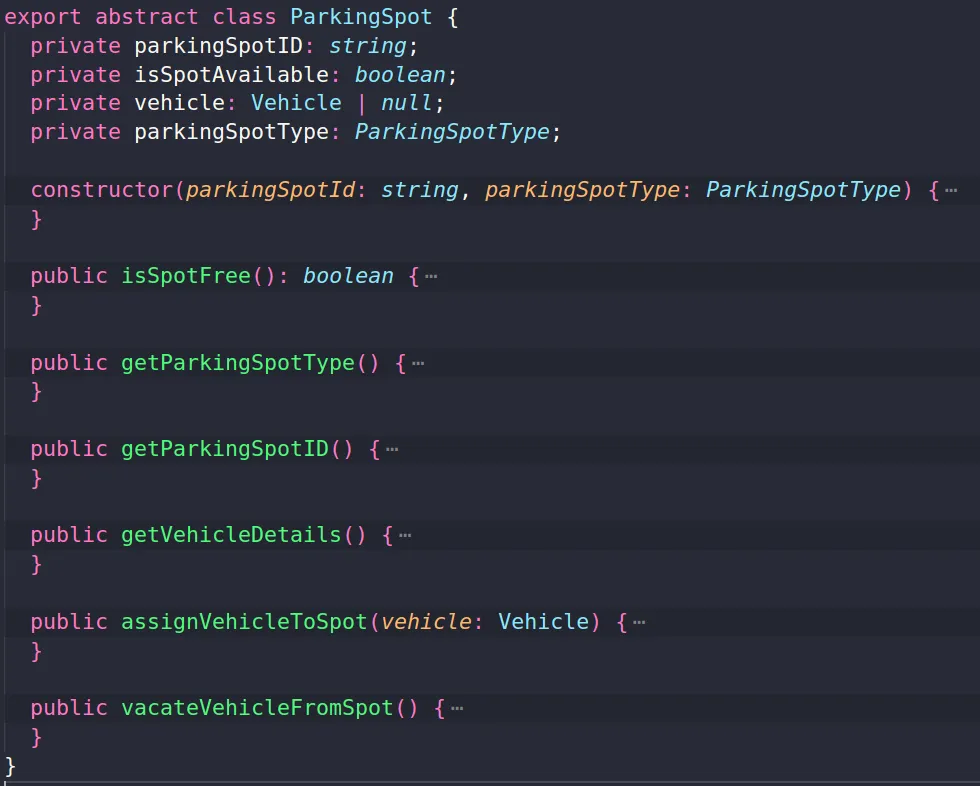 export abstract class ParkingSpot {
  private parkingSpotID: string;
  private isSpotAvailable: boolean;
  private vehicle: Vehicle | null;
  private parkingSpotType: ParkingSpotType;

  constructor(parkingSpotId: string, parkingSpotType: ParkingSpotType) {⋯
  }

  public isSpotFree(): boolean {⋯
  }

  public getParkingSpotType() {⋯
  }

  public getParkingSpotID() {⋯
  }

  public getVehicleDetails() {⋯
  }

  public assignVehicleToSpot(vehicle: Vehicle) {⋯
  }

  public vacateVehicleFromSpot() {⋯
  }
}